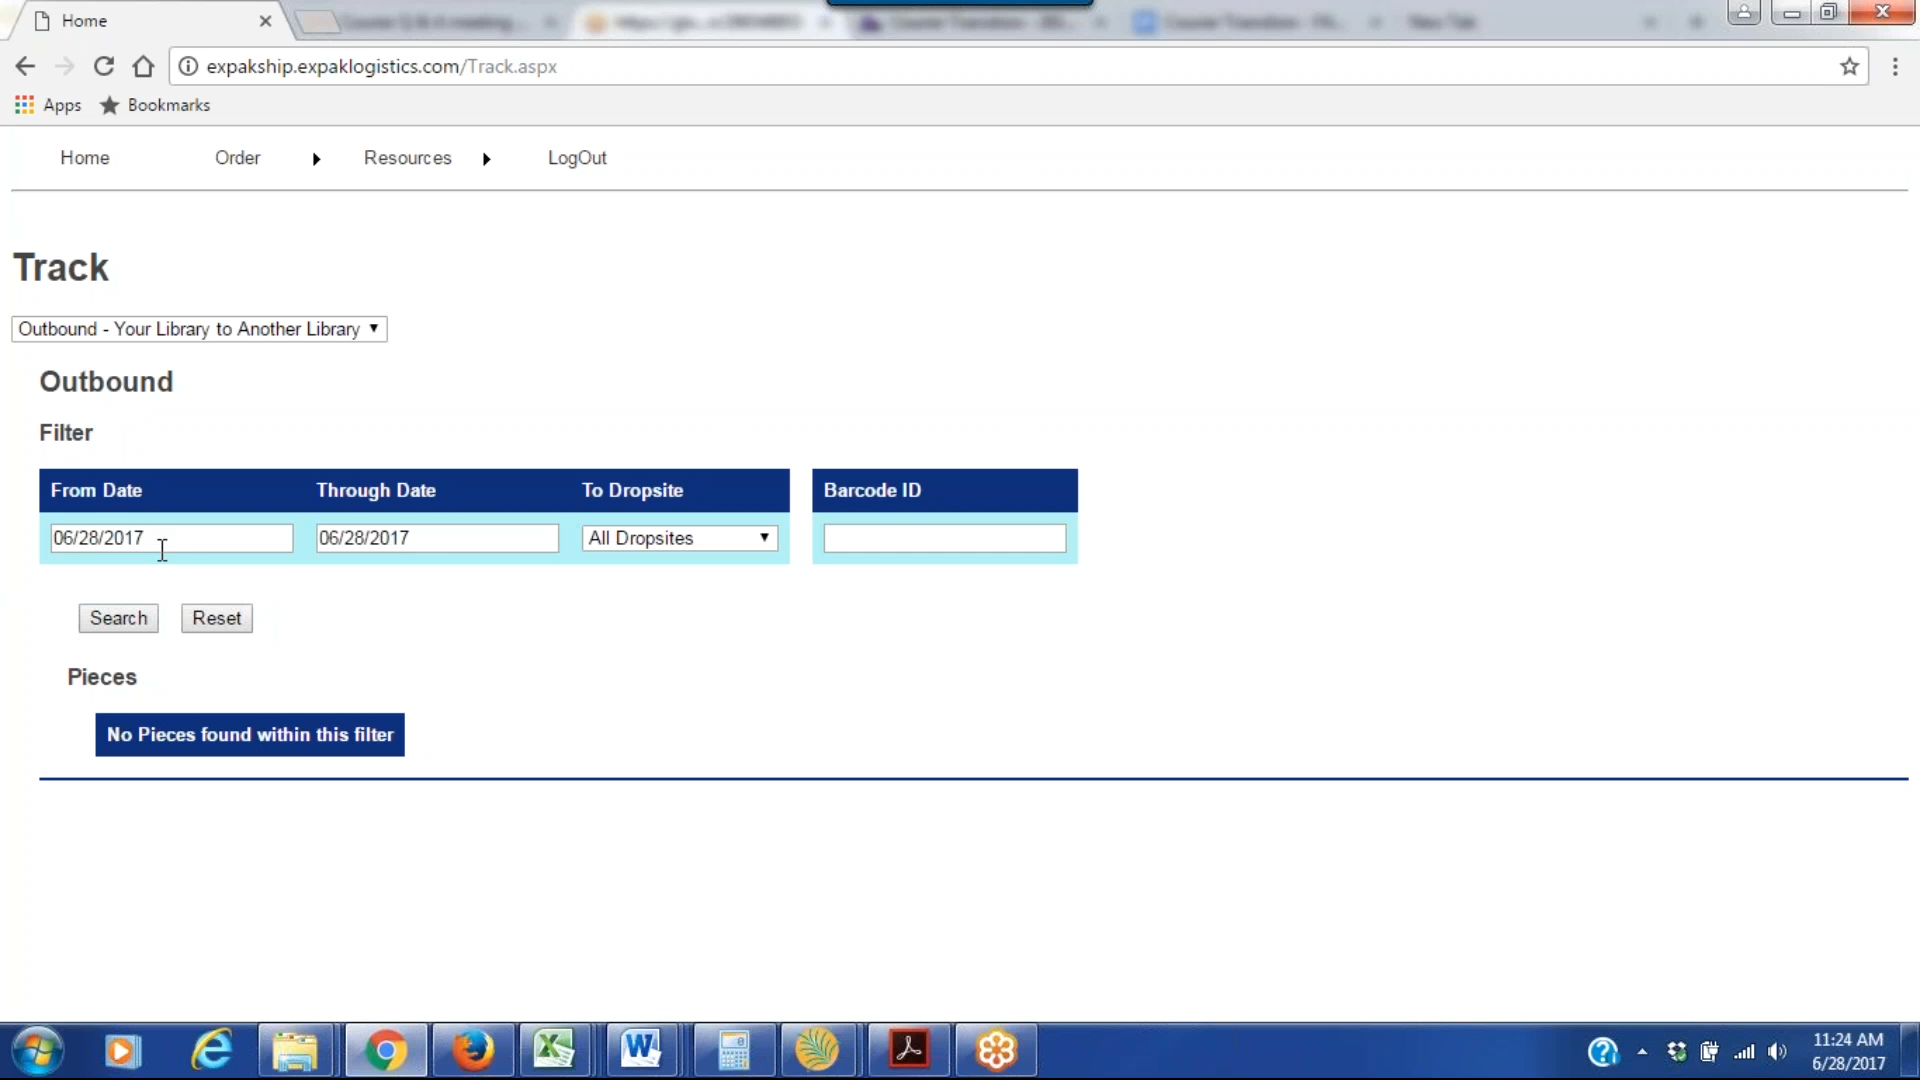 Home
New Tab
expakship.expaklogistics.com/Track.aspx
Apps Bookmarks
Home Order Resources LogOut
Track
Outbound - Your Library to Another Library
Outbound
Filter
From Date Through Date To Dropsite Barcode ID
06/28/2017 06/28/2017 All Dropsites
Search Reset
Pieces
No Pieces found within this filter
11:24 AM
6/28/2017